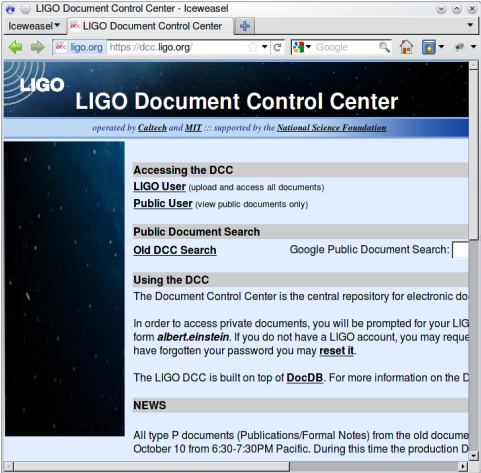 LIGO Document Control Center - Iceweasel
Iceweasel
LIGO Document Control Center
ligo.org https://dcc.ligo.org/
Google
LIGO
LIGO Document Control Center
operated by Caltech and MIT ::: supported by the National Science Foundation
Accessing the DCC
LIGO User (upload and access all documents)
Public User (view public documents only)
Public Document Search
Old DCC Search Google Public Document Search:
Using the DCC
The Document Control Center is the central repository for electronic do
In order to access private documents, you will be prompted for your LIG
form albert.einstein. If you do not have a LIGO account, you may reque
have forgotten your password you may reset it.
The LIGO DCC is built on top of DocDB. For more information on the D
NEWS
All type P documents (Publications/Formal Notes) from the old docume
October 10 from 6:30-7:30PM Pacific. During this time the production D